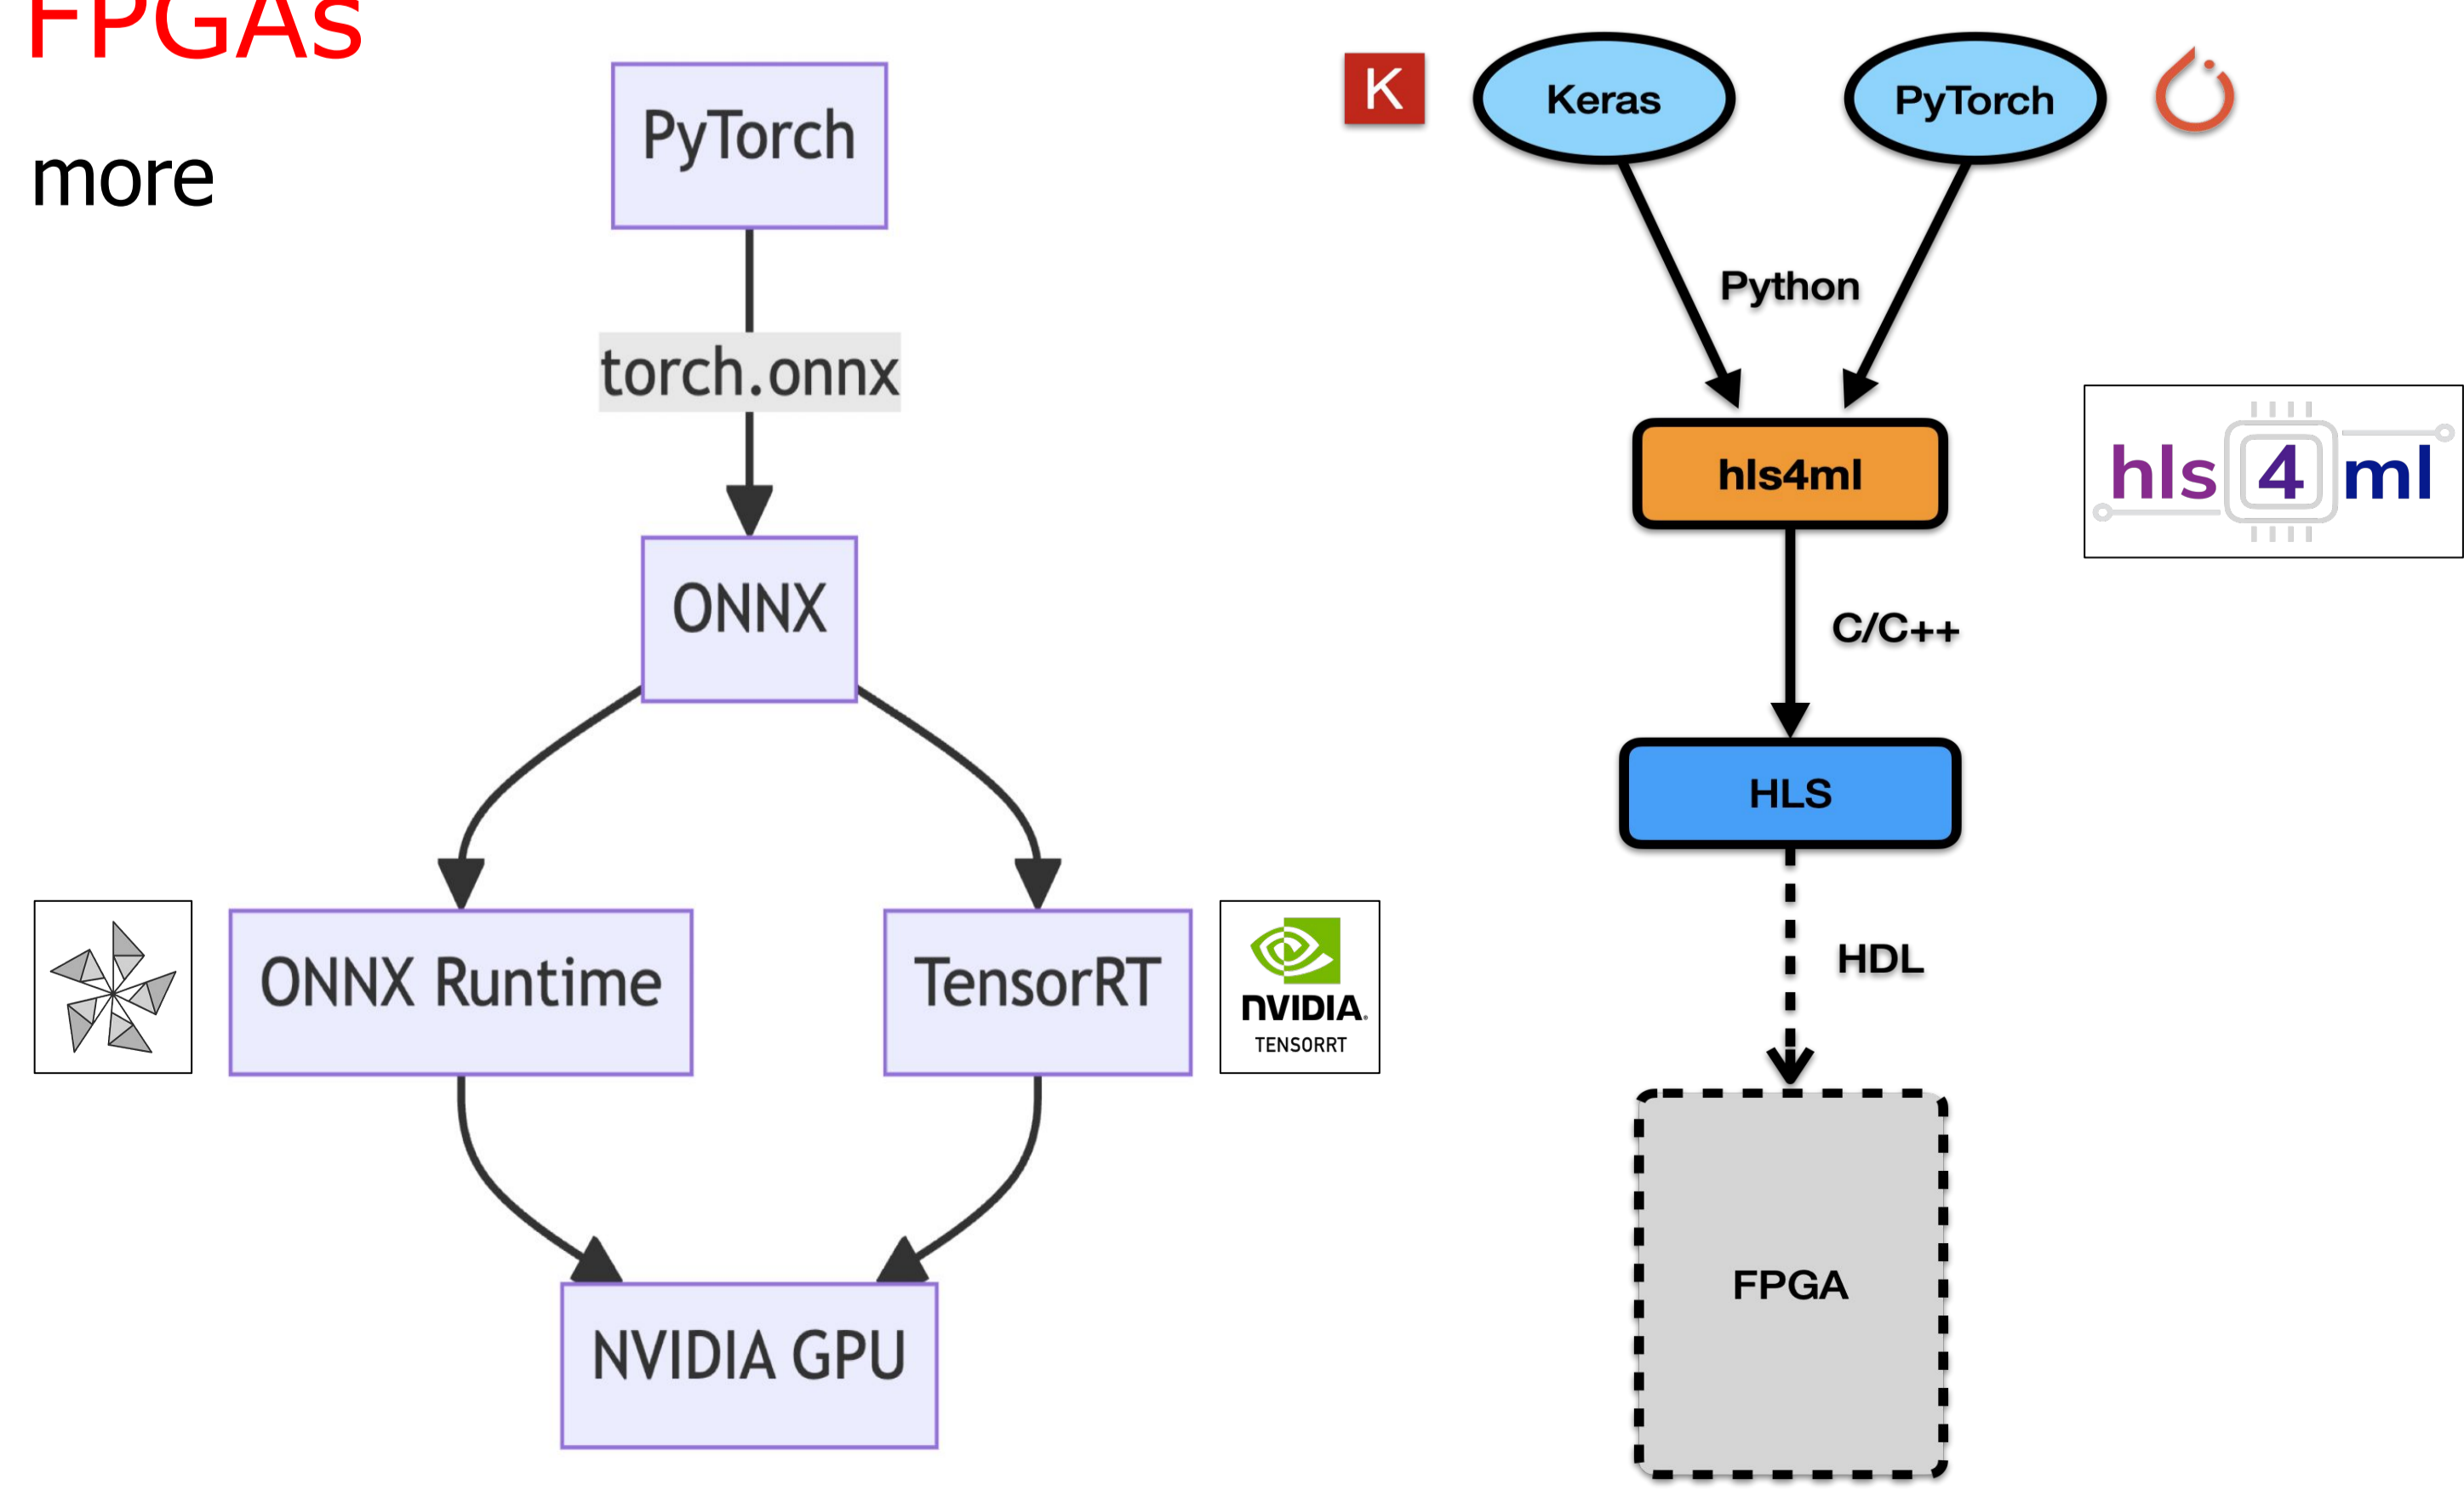 FPGAs
more
PyTorch
torch.onnx
ONNX
ONNX Runtime
TensorRT
NVIDIA®
TENSORRT
NVIDIA GPU
K
Keras
PyTorch
Python
hls4ml
hls 4 ml
C/C++
HLS
HDL
FPGA